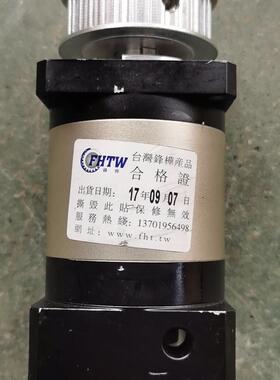 FHTW
台灣鋒樺産品
合格證
出貨日期: 17年09月07日
撕毀此貼保修無效
服務熱綫: 13701956498
網址: www.fhr.tw